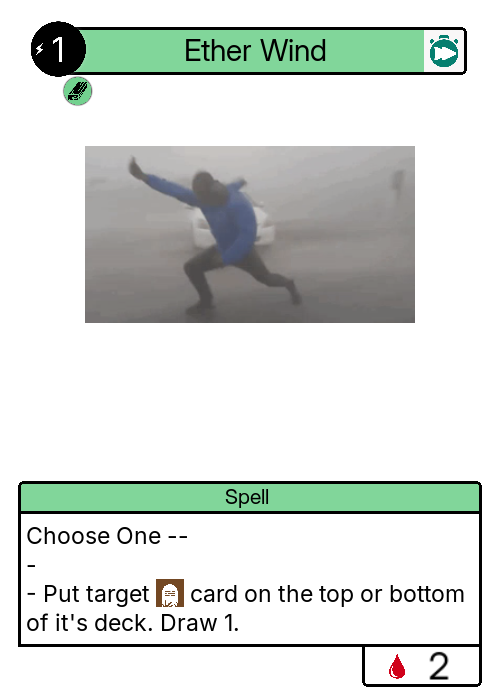 1 Ether Wind
Spell
Choose One --
-
- Put target card on the top or bottom
of it's deck. Draw 1.
2